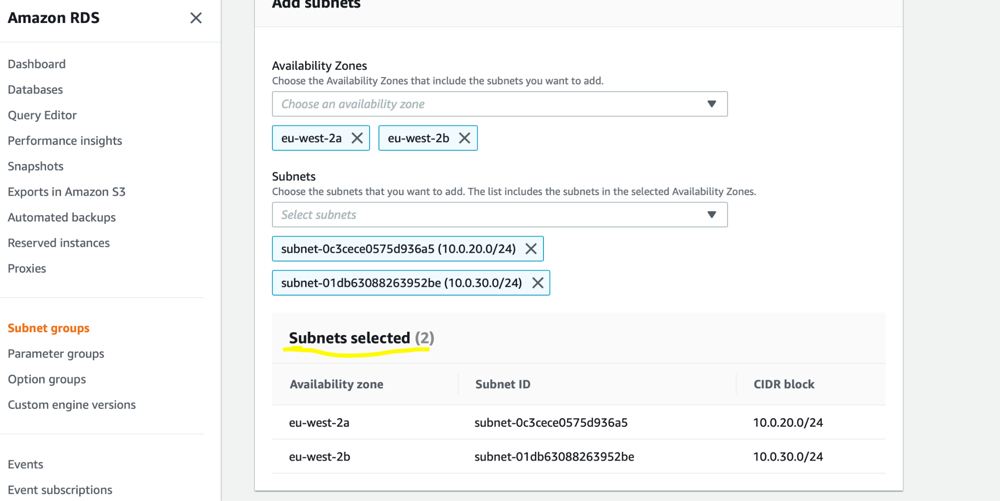 Amazon RDS
Dashboard
Databases
Query Editor
Performance insights
Snapshots
Exports in Amazon S3
Automated backups
Reserved instances
Proxies
Subnet groups
Parameter groups
Option groups
Custom engine versions
Events
Event subscriptions
Add subnets
Availability Zones
Choose the Availability Zones that include the subnets you want to add.
Choose an availability zone
eu-west-2a eu-west-2b
Subnets
Choose the subnets that you want to add. The list includes the subnets in the selected Availability Zones.
Select subnets
subnet-0c3cece0575d936a5 (10.0.20.0/24)
subnet-01db63088263952be (10.0.30.0/24)
Subnets selected (2)
Availability zone Subnet ID CIDR block
eu-west-2a subnet-0c3cece0575d936a5 10.0.20.0/24
eu-west-2b subnet-01db63088263952be 10.0.30.0/24